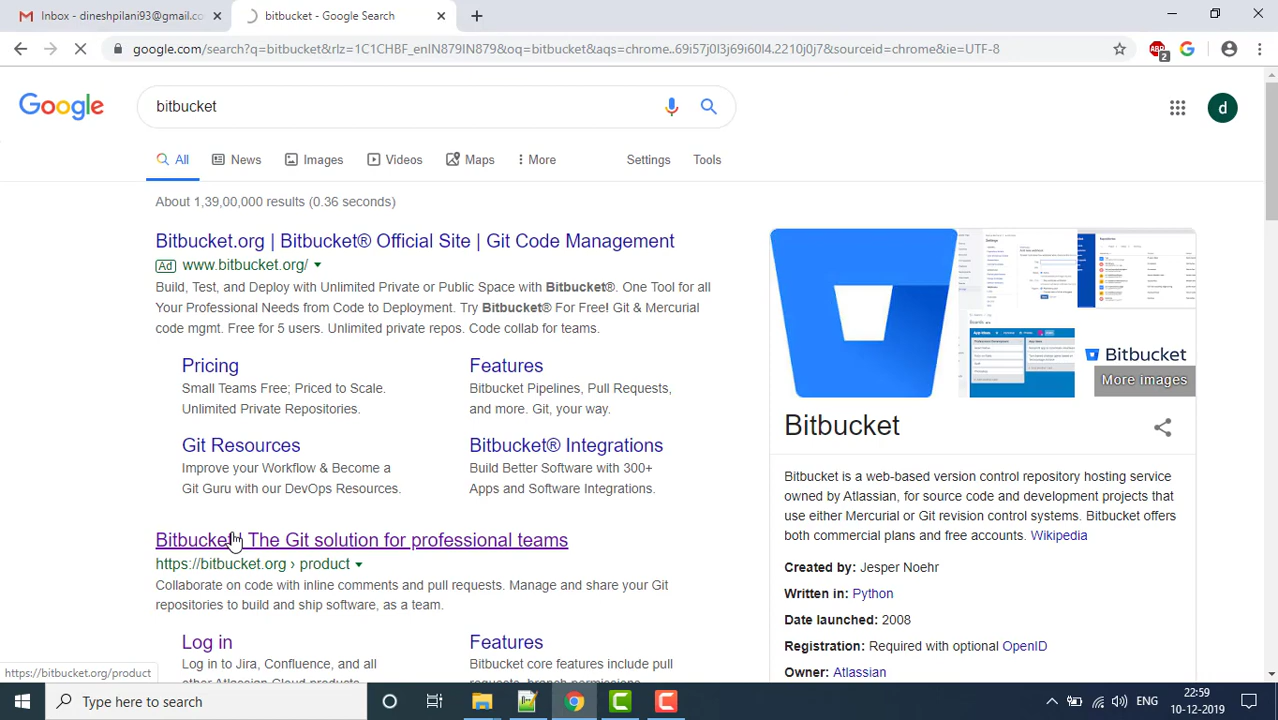 Inbox - dineshpilani93@gmail.co
bitbucket - Google Search
google.com/search?q=bitbucket&rlz=1C1CHBF_enIN879IN879&oq=bitbucket&aqs=chrome..69i57j0l3j69i60l4.2210j0j7&sourceid=chrome&ie=UTF-8
2
Google
bitbucket
d
All
News
Images
Videos
Maps
More
Settings
Tools
About 1,39,00,000 results (0.36 seconds)
Bitbucket.org | Bitbucket® Official Site | Git Code Management
Ad www.bitbucket.org
Build, Test, and Deploy with Unlimited Private or Public Space with Bitbucket®. One Tool for all
Your Professional Needs from Code to Deployment. Try Bitbucket® For Free! Git & Mercurial
code mgmt. Free for 5 users. Unlimited private repos. Code collab for teams.
Pricing
Small Teams Free: Priced to Scale.
Unlimited Private Repositories.
Features
Bitbucket Pipelines, Pull Requests,
and more. Git, your way.
Git Resources
Improve your Workflow & Become a
Git Guru with our DevOps Resources.
Bitbucket® Integrations
Build Better Software with 300+
Apps and Software Integrations.
Bitbucket The Git solution for professional teams
https://bitbucket.org › product
Collaborate on code with inline comments and pull requests. Manage and share your Git
repositories to build and ship software, as a team.
Log in
Log in to Jira, Confluence, and all
other Atlassian Cloud products
Features
Bitbucket core features include pull
Bitbucket
More images
Bitbucket
Bitbucket is a web-based version control repository hosting service
owned by Atlassian, for source code and development projects that
use either Mercurial or Git revision control systems. Bitbucket offers
both commercial plans and free accounts. Wikipedia
Created by: Jesper Noehr
Written in: Python
Date launched: 2008
Registration: Required with optional OpenID
Owner: Atlassian
https://bitbucket.org/product
Type here to search
ENG
22:59
10-12-2019